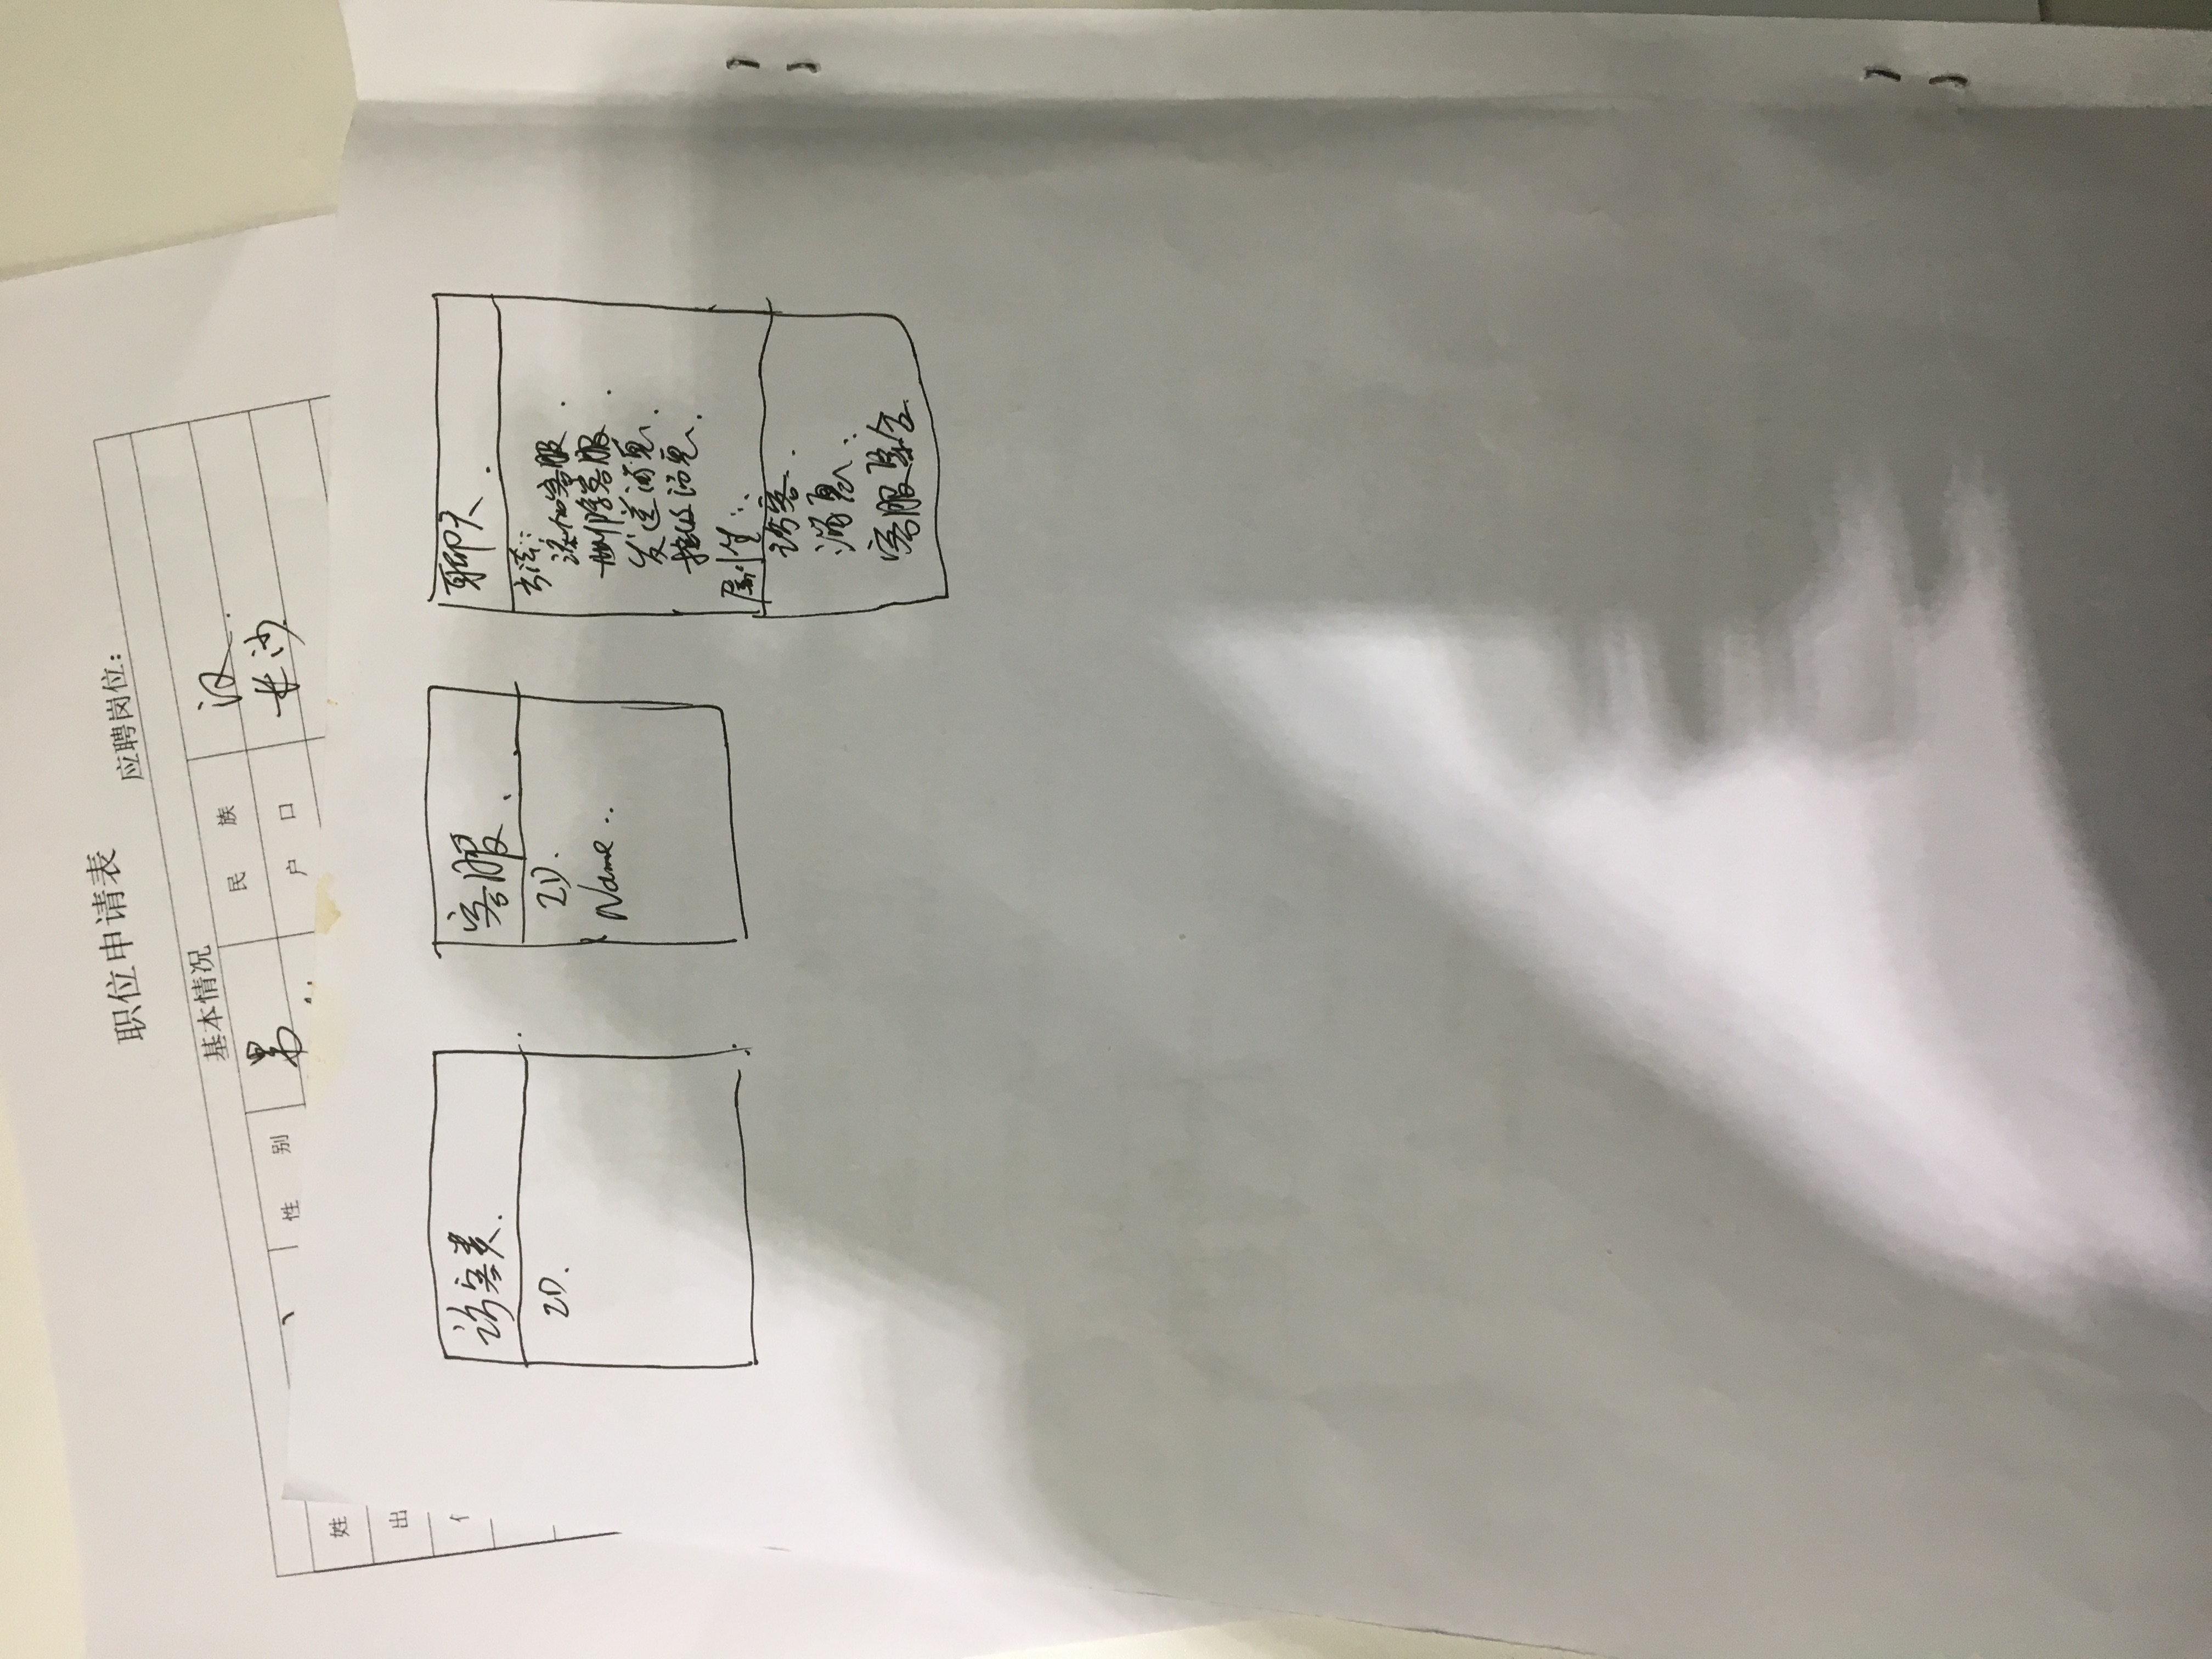 职位申请表
应聘岗位：
基本情况
性 别 男 民 族 汉.
户 口 长沙
姓
出
访客类.
ID.
客服.
ID.
Name..
聊天.
方法：
添加客服.
删除客服.
发送消息.
接收消息.
属性：
访客.
消息.
客服集合